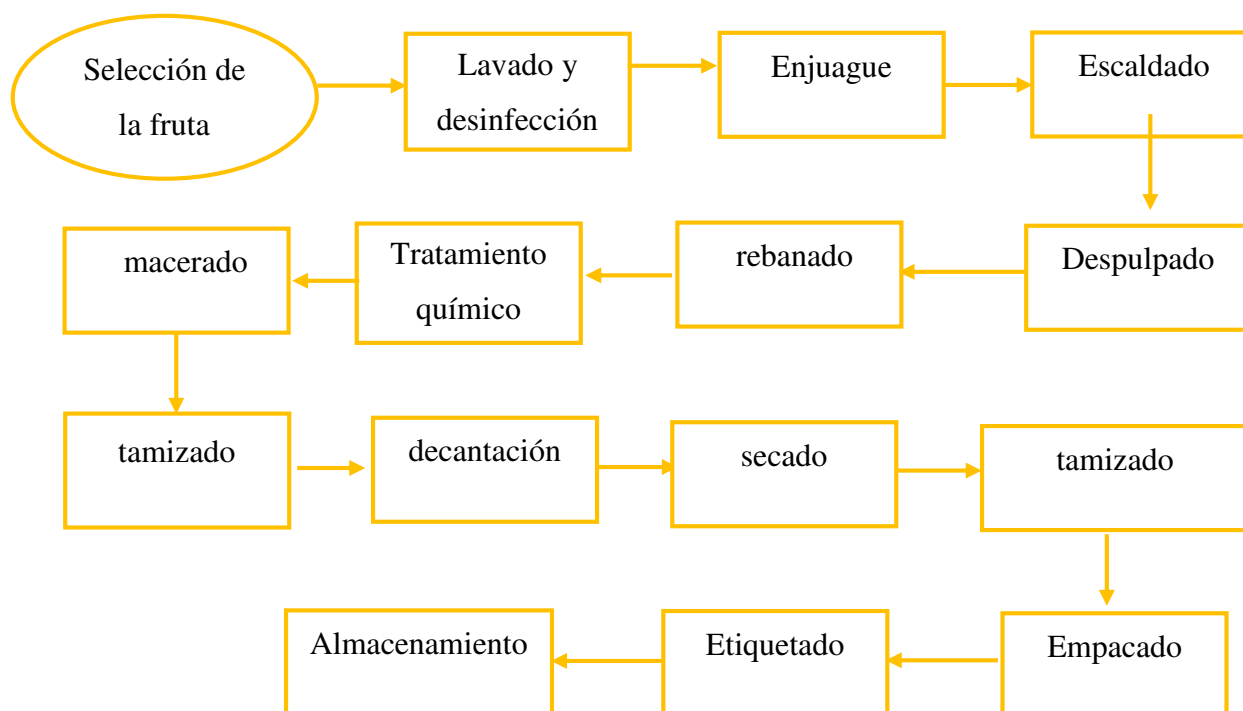 Selección de
la fruta
Lavado y
desinfección
Enjuague
Escaldado
Despulpado
rebanado
Tratamiento
químico
macerado
tamizado
decantación
secado
tamizado
Empacado
Etiquetado
Almacenamiento